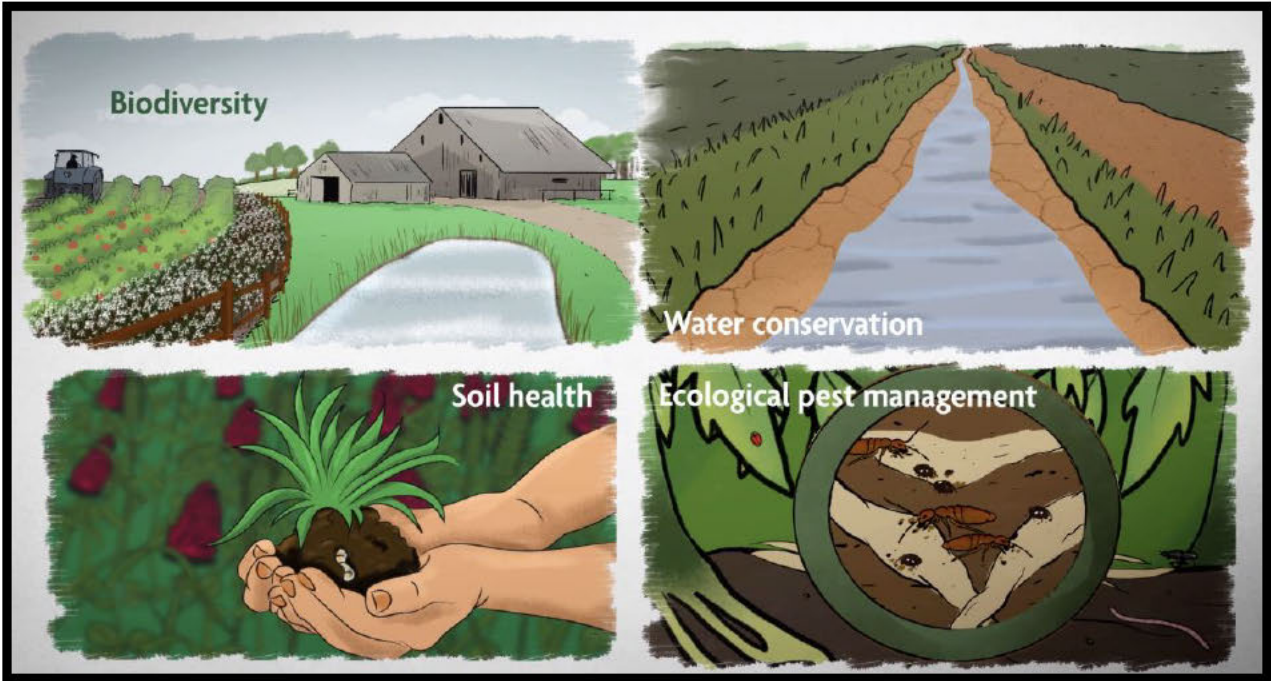 Biodiversity
Water conservation
Soil health
Ecological pest management